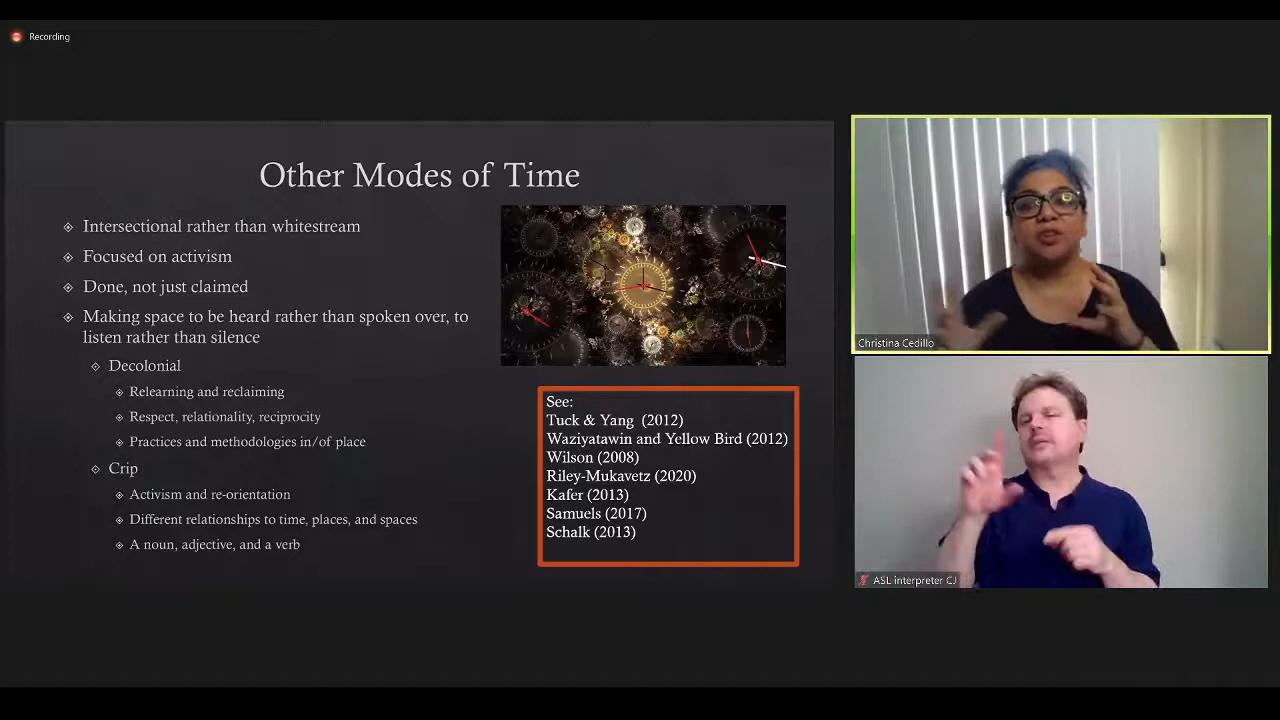 Recording
Other Modes of Time
Intersectional rather than whitestream
Focused on activism
Done, not just claimed
Making space to be heard rather than spoken over, to
listen rather than silence
Decolonial
Relearning and reclaiming
Respect, relationality, reciprocity
Practices and methodologies in/of place
Crip
Activism and re-orientation
Different relationships to time, places, and spaces
A noun, adjective, and a verb
See:
Tuck & Yang (2012)
Waziyatawin and Yellow Bird (2012)
Wilson (2008)
Riley-Mukavetz (2020)
Kafer (2013)
Samuels (2017)
Schalk (2013)
Christina Cedillo
ASL interpreter CJ